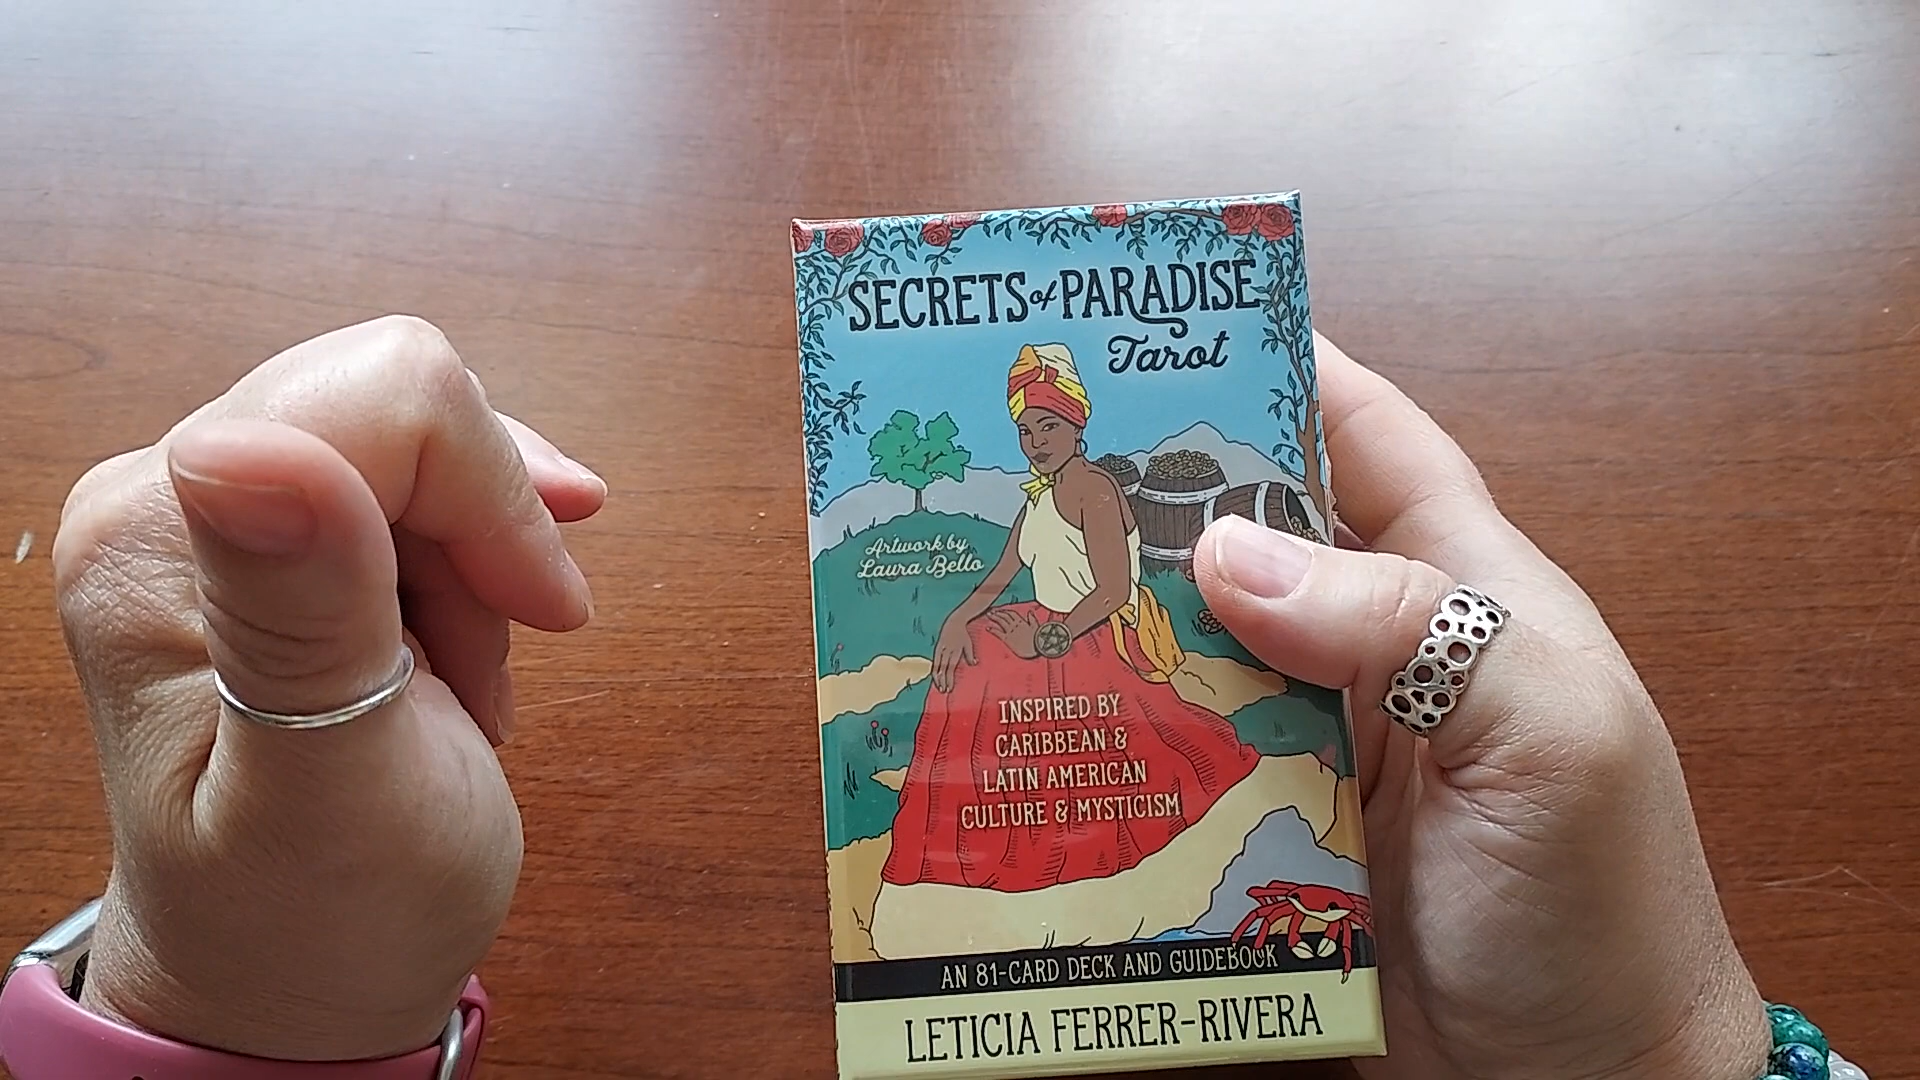 SECRETS of PARADISE
Tarot
Artwork by
Laura Bello
INSPIRED BY
CARIBBEAN &
LATIN AMERICAN
CULTURE & MYSTICISM
AN 81-CARD DECK AND GUIDEBOOK
LETICIA FERRER-RIVERA